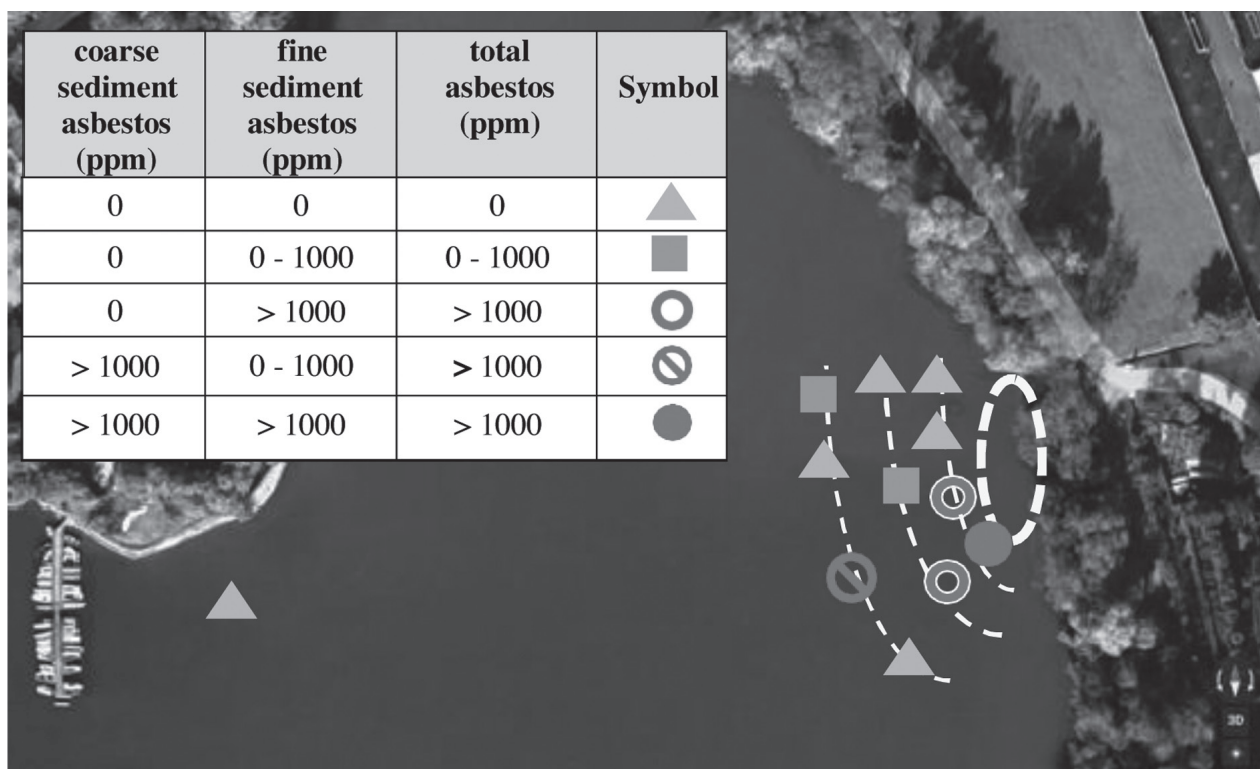 coarse sediment asbestos (ppm) fine sediment asbestos (ppm) total asbestos (ppm) Symbol
0 0 0
0 0 - 1000 0 - 1000
0 > 1000 > 1000
> 1000 0 - 1000 > 1000
> 1000 > 1000 > 1000
3D